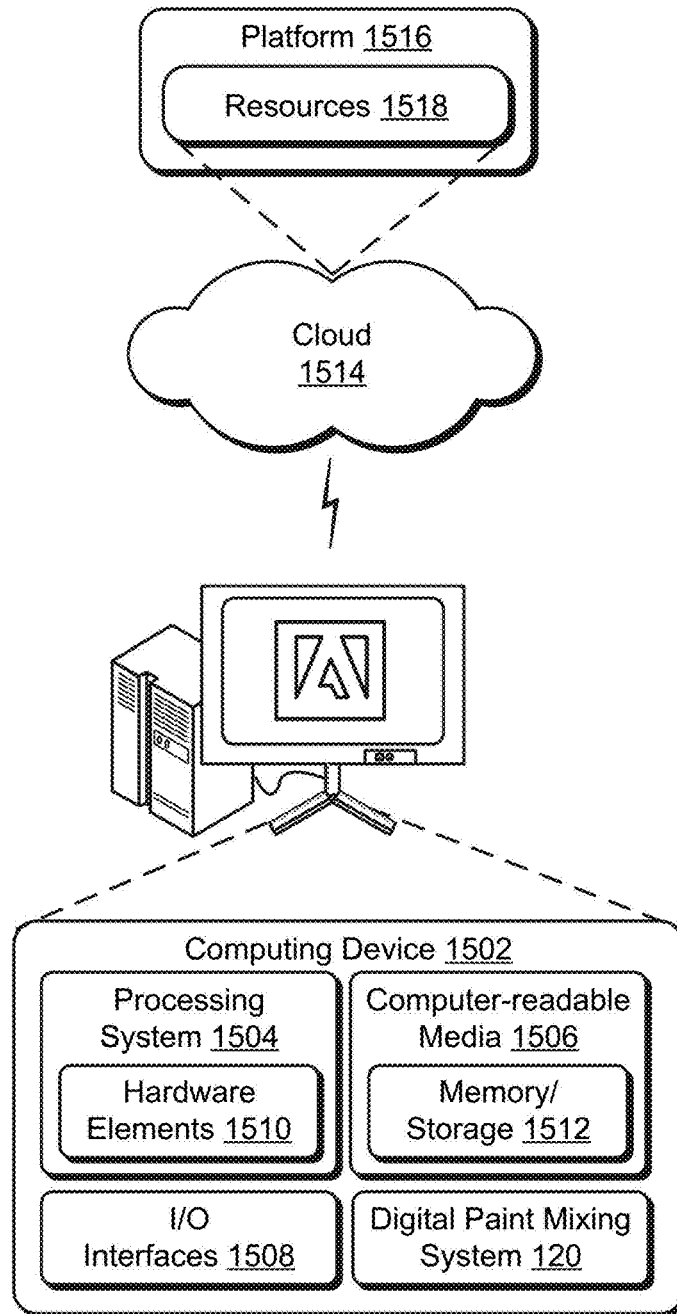 Platform 1516
Resources 1518
Cloud
1514
Computing Device 1502
Processing
System 1504
Hardware
Elements 1510
Computer-readable
Media 1506
Memory/
Storage 1512
I/O
Interfaces 1508
Digital Paint Mixing
System 120